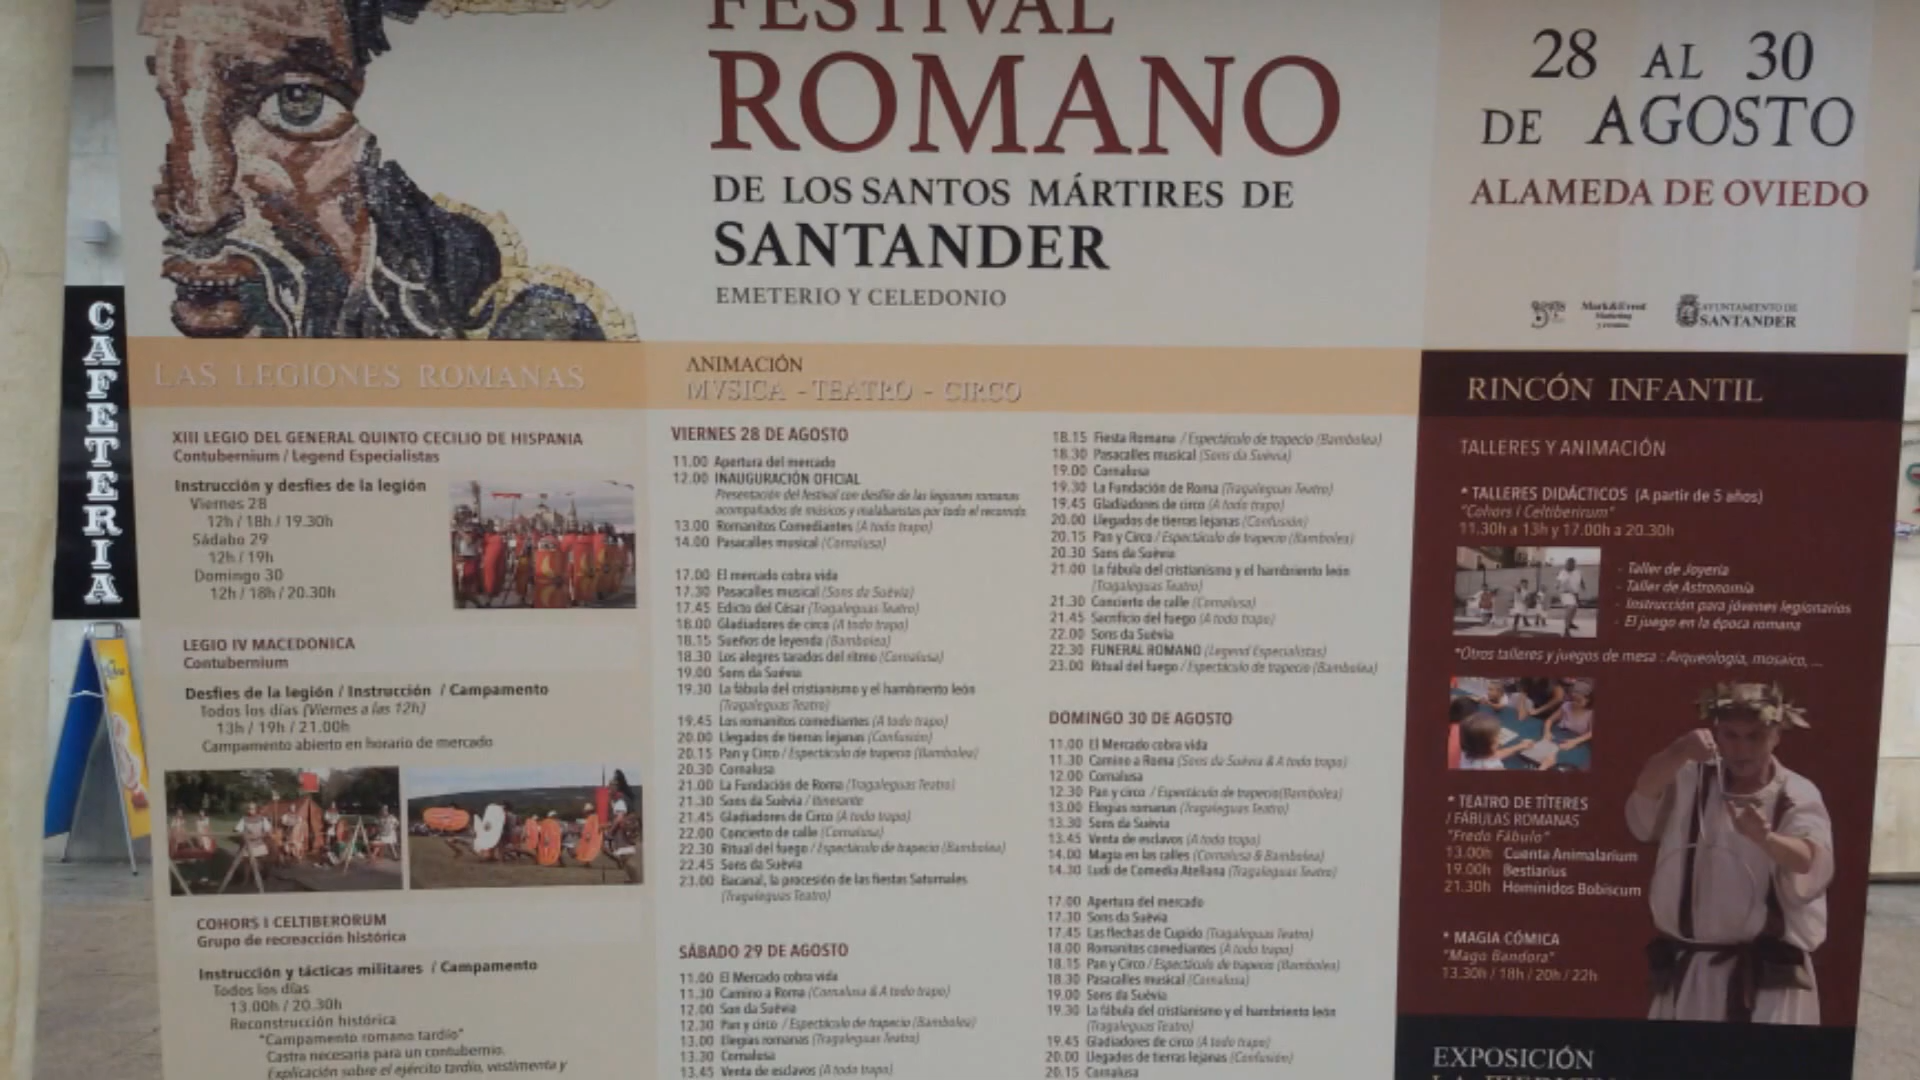 FESTIVAL
ROMANO
DE LOS SANTOS MÁRTIRES DE
SANTANDER
EMETERIO Y CELEDONIO
28 AL 30
DE AGOSTO
ALAMEDA DE OVIEDO
Mark&Event
Marketing
y eventos
AYUNTAMIENTO DE
SANTANDER
CAFETERIA
LAS LEGIONES ROMANAS
XIII LEGIO DEL GENERAL QUINTO CECILIO DE HISPANIA
Contubernium / Legend Especialistas
Instrucción y desfies de la legión
Viernes 28
12h / 18h / 19.30h
Sádabo 29
12h / 19h
Domingo 30
12h / 18h / 20.30h
LEGIO IV MACEDONICA
Contubernium
Desfies de la legión / Instrucción / Campamento
Todos los días (Viernes a las 12h)
13h / 19h / 21.00h
Campamento abierto en horario de mercado
COHORS I CELTIBERORUM
Grupo de recreacción histórica
Instrucción y tácticas militares / Campamento
Todos los días
13.00h / 20.30h
Reconstrucción histórica
"Campamento romano tardío"
Castra necesaria para un contubernio.
Explicación sobre el ejército tardío, vestimenta y
ANIMACIÓN
MVSICA - TEATRO - CIRCO
VIERNES 28 DE AGOSTO
11.00 Apertura del mercado
12.00 INAUGURACIÓN OFICIAL
Presentación del festival con desfile de las legiones romanas
acompañados de músicos y malabaristas por todo el recorrido
13.00 Romanitos Comediantes (A todo trapo)
14.00 Pasacalles musical (Cornalusa)
17.00 El mercado cobra vida
17.30 Pasacalles musical (Sons da Suévia)
17.45 Edicto del César (Tragaleguas Teatro)
18.00 Gladiadores de circo (A todo trapo)
18.15 Sueños de leyenda (Bambolea)
18.30 Los alegres tarados del ritmo (Cornalusa)
19.00 Sons da Suévia
19.30 La fábula del cristianismo y el hambriento león
(Tragaleguas Teatro)
19.45 Los romanitos comediantes (A todo trapo)
20.00 Llegados de tierras lejanas (Confusión)
20.15 Pan y Circo / Espectáculo de trapecio (Bambolea)
20.30 Cornalusa
21.00 La Fundación de Roma (Tragaleguas Teatro)
21.30 Sons da Suévia / Itinerante
21.45 Gladiadores de Circo (A todo trapo)
22.00 Concierto de calle (Cornalusa)
22.30 Ritual del fuego / Espectáculo de trapecio (Bambolea)
22.45 Sons da Suévia
23.00 Bacanal, la procesión de las fiestas Saturnales
(Tragaleguas Teatro)
SÁBADO 29 DE AGOSTO
11.00 El Mercado cobra vida
11.30 Camino a Roma (Cornalusa & A todo trapo)
12.00 Son da Suévia
12.30 Pan y circo / Espectáculo de trapecio (Bambolea)
13.00 Elegias romanas (Tragaleguas Teatro)
13.30 Cornalusa
13.45 Venta de esclavos (A todo trapo)
18.15 Fiesta Romana / Espectáculo de trapecio (Bambolea)
18.30 Pasacalles musical (Sons da Suévia)
19.00 Cornalusa
19.30 La Fundación de Roma (Tragaleguas Teatro)
19.45 Gladiadores de circo (A todo trapo)
20.00 Llegados de tierras lejanas (Confusión)
20.15 Pan y Circo / Espectáculo de trapecio (Bambolea)
20.30 Sons da Suévia
21.00 La fábula del cristianismo y el hambriento león
(Tragaleguas Teatro)
21.30 Concierto de calle (Cornalusa)
21.45 Sacrificio del fuego (A todo trapo)
22.00 Sons da Suévia
22.30 FUNERAL ROMANO (Legend Especialistas)
23.00 Ritual del fuego / Espectáculo de trapecio (Bambolea)
DOMINGO 30 DE AGOSTO
11.00 El Mercado cobra vida
11.30 Camino a Roma (Sons da Suévia & A todo trapo)
12.00 Cornalusa
12.30 Pan y circo / Espectáculo de trapecio(Bambolea)
13.00 Elegias romanas (Tragaleguas Teatro)
13.30 Sons da Suévia
13.45 Venta de esclavos (A todo trapo)
14.00 Magia en las calles (Cornalusa & Bambolea)
14.30 Ludi de Comedia Atellana (Tragaleguas Teatro)
17.00 Apertura del mercado
17.30 Sons da Suévia
17.45 Las flechas de Cupido (Tragaleguas Teatro)
18.00 Romanitos comediantes (A todo trapo)
18.15 Pan y Circo / Espectáculo de trapecio (Bambolea)
18.30 Pasacalles musical (Cornalusa)
19.00 Sons da Suévia
19.30 La fábula del cristianismo y el hambriento león
(Tragaleguas Teatro)
19.45 Gladiadores de circo (A todo trapo)
20.00 Llegados de tierras lejanas (Confusión)
20.15 Cornalusa
RINCÓN INFANTIL
TALLERES Y ANIMACIÓN
* TALLERES DIDÁCTICOS (A partir de 5 años)
"Cohors I Celtiberirum"
11.30h a 13h y 17.00h a 20.30h
- Taller de Joyería
- Taller de Astronomía
- Instrucción para jóvenes legionarios
- El juego en la época romana
*Otros talleres y juegos de mesa : Arqueología, mosaico, ...
* TEATRO DE TÍTERES
/ FÁBULAS ROMANAS
"Fredo Fábulo"
13.00h Cuenta Animalarium
19.00h Bestiarius
21.30h Homínidos Bobiscum
* MAGIA CÓMICA
"Mago Bandora"
13.30h / 18h / 20h / 22h
EXPOSICIÓN